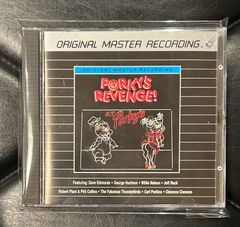 ORIGINAL MASTER RECORDING
ORIGINAL MASTER RECORDING
PORKY'S
REVENGE!
Porky's
Featuring: Dave Edmunds • George Harrison • Willie Nelson • Jeff Beck
Robert Plant & Phil Collins • The Fabulous Thunderbirds • Carl Perkins • Clarence Clemons